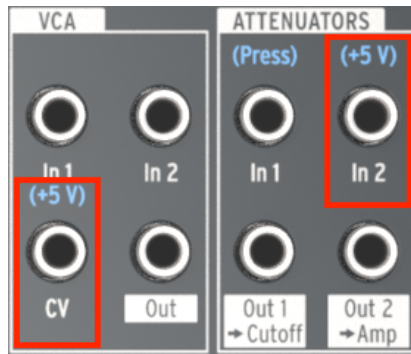 VCA
ATTENUATORS
(Press)
(+5 V)
In 1
In 2
In 1
In 2
(+5 V)
CV
Out
Out 1
→ Cutoff
Out 2
→ Amp